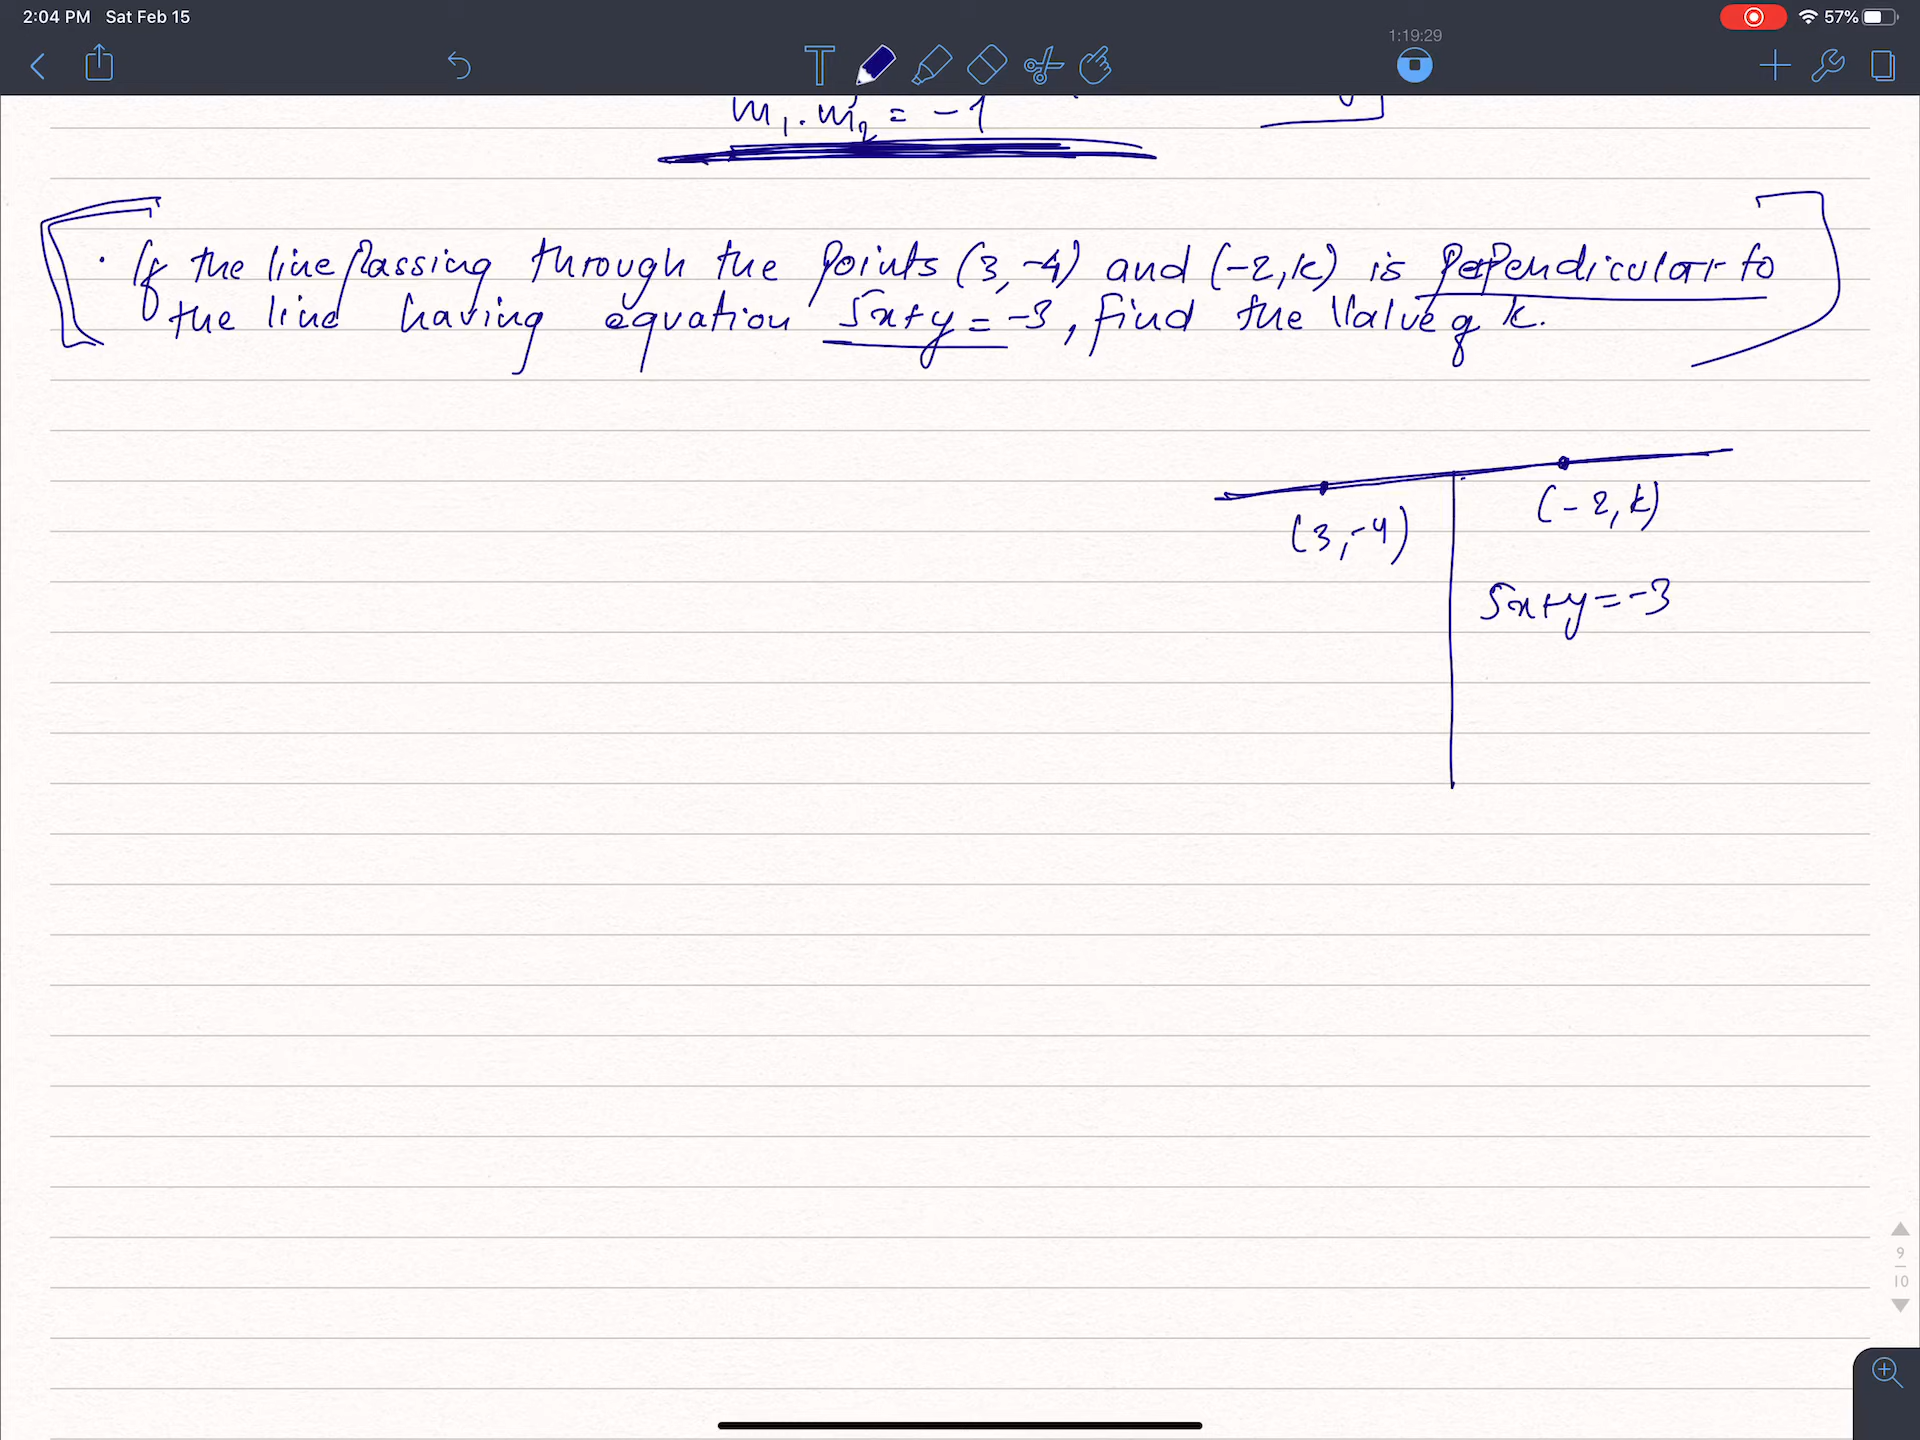 2:04 PM Sat Feb 15
57%
1:19:29
T
m₁.m₂ = -1
. If the line passing through the points (3,-4) and (-2,k) is perpendicular to
the line having equation 5x+y = -3, find the value of k.
(3,-4)
(-2,k)
5x+y=-3
9
10